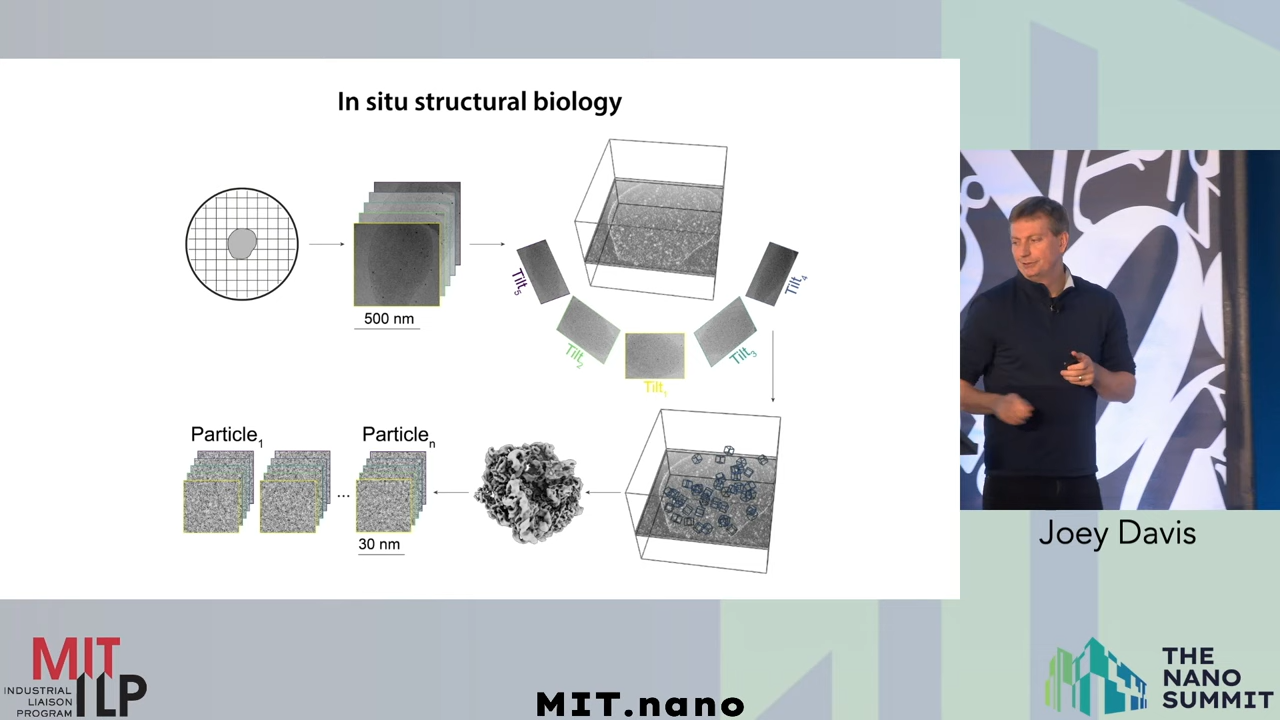 In situ structural biology
500 nm
Tilt5
Tilt2
Tilt1
Tilt3
Tilt4
Particle1
Particlen
...
30 nm
Joey Davis
MIT
ILP
INDUSTRIAL
LIAISON
PROGRAM
MIT.nano
THE
NANO
SUMMIT